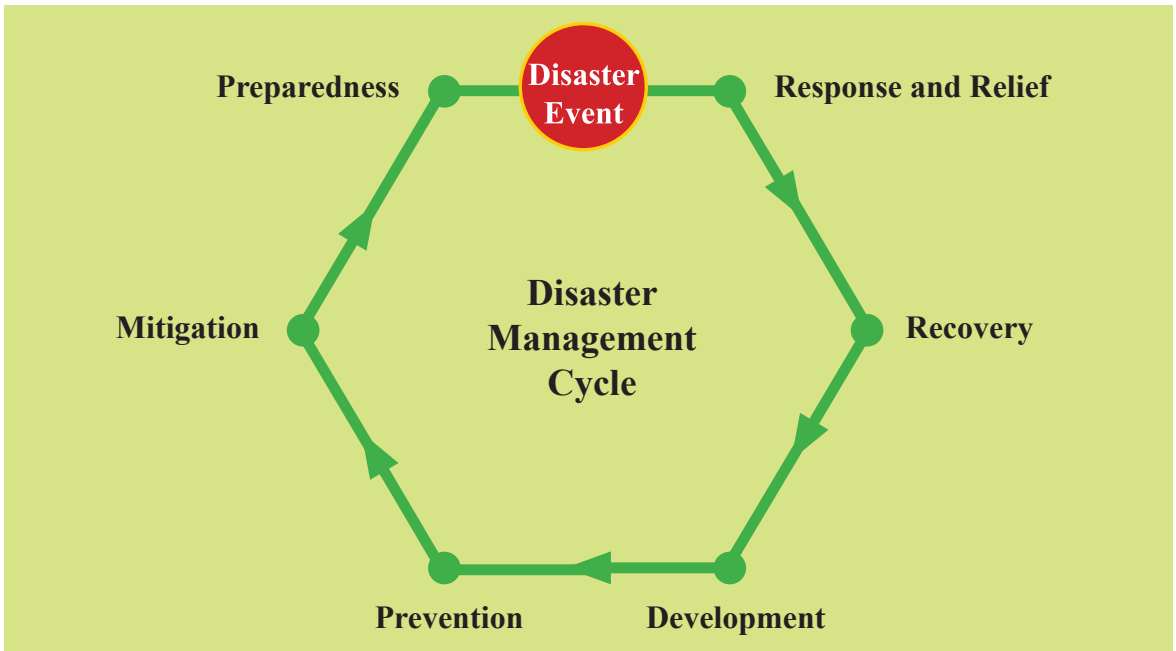 Disaster
Event
Preparedness
Response and Relief
Disaster
Management
Cycle
Mitigation
Recovery
Prevention
Development